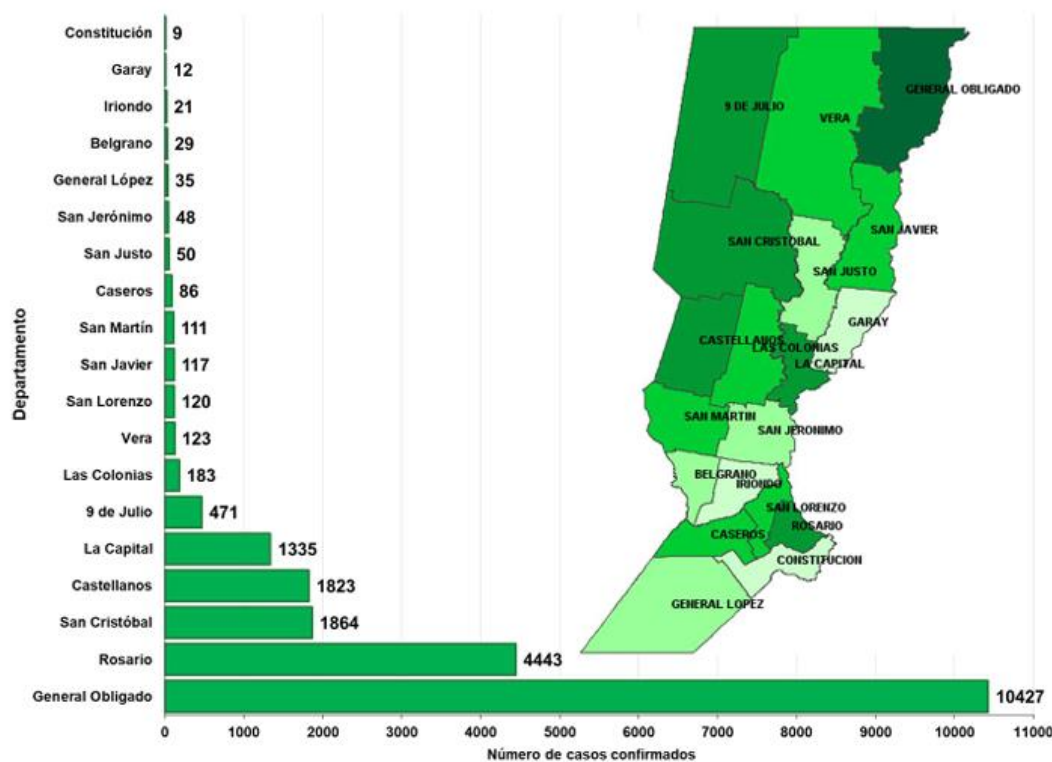 Departamento
Constitución 9
Garay 12
Iriondo 21
Belgrano 29
General López 35
San Jerónimo 48
San Justo 50
Caseros 86
San Martín 111
San Javier 117
San Lorenzo 120
Vera 123
Las Colonias 183
9 de Julio 471
La Capital 1335
Castellanos 1823
San Cristóbal 1864
Rosario 4443
General Obligado 10427
0 1000 2000 3000 4000 5000 6000 7000 8000 9000 10000 11000
Número de casos confirmados
GENERAL OBLIGADO
9 DE JULIO
VERA
SAN JAVIER
SAN CRISTOBAL
SAN JUSTO
GARAY
CASTELLANOS
LAS COLONIAS
LA CAPITAL
SAN MARTIN
SAN JERONIMO
BELGRANO
IRIONDO
SAN LORENZO
ROSARIO
CASEROS
CONSTITUCION
GENERAL LOPEZ